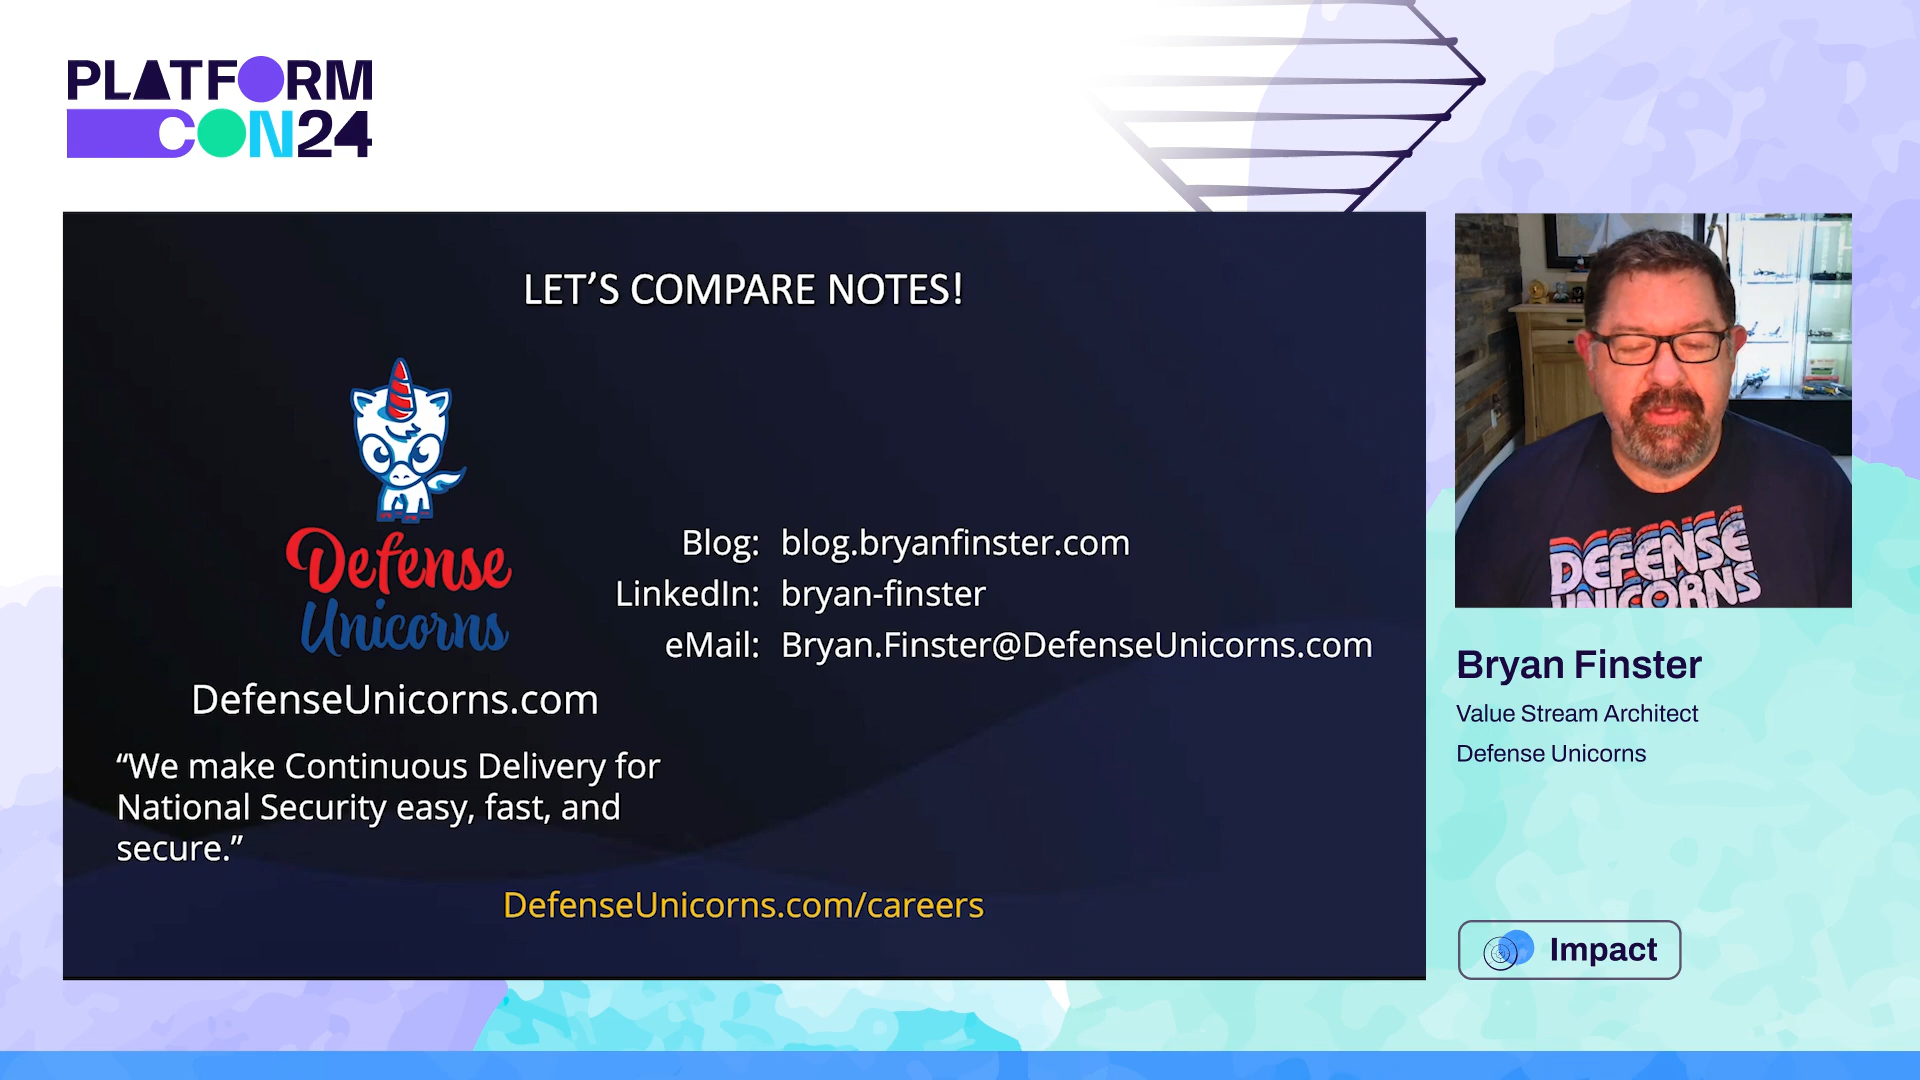 PLATFORM
CON24
LET’S COMPARE NOTES!
Defense
Unicorns
DefenseUnicorns.com
“We make Continuous Delivery for
National Security easy, fast, and
secure.”
Blog: blog.bryanfinster.com
LinkedIn: bryan-finster
eMail: Bryan.Finster@DefenseUnicorns.com
DefenseUnicorns.com/careers
DEFENSE
UNICORNS
Bryan Finster
Value Stream Architect
Defense Unicorns
Impact